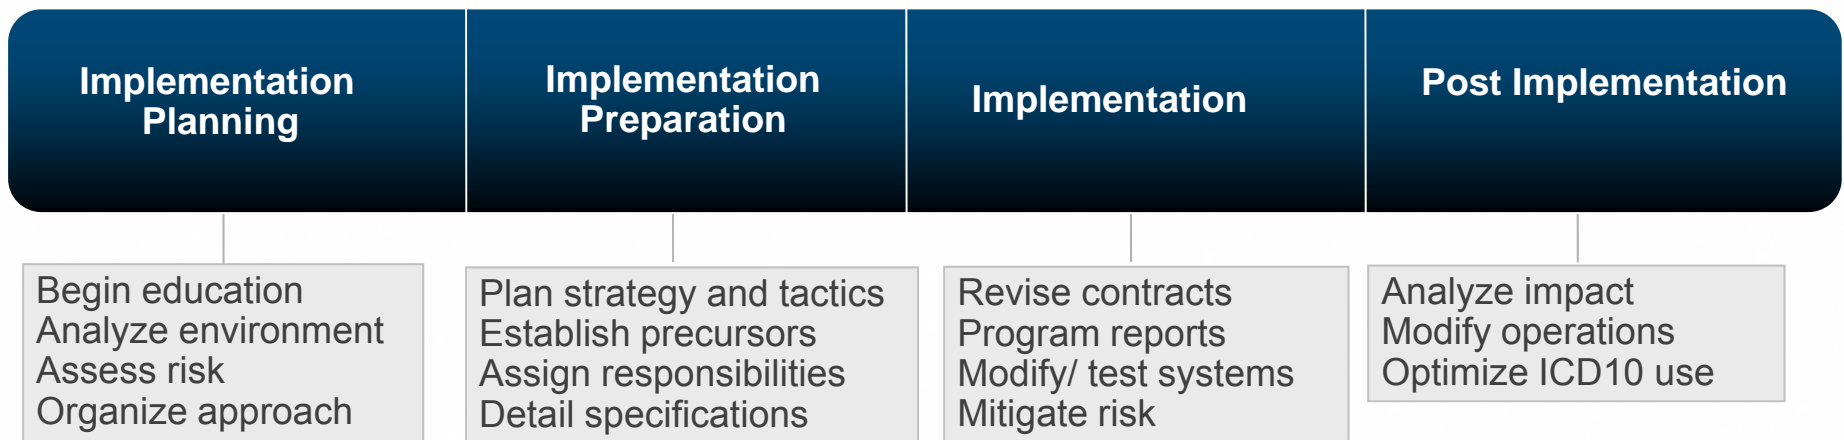 Implementation
Planning
Implementation
Preparation
Implementation
Post Implementation
Begin education
Analyze environment
Assess risk
Organize approach
Plan strategy and tactics
Establish precursors
Assign responsibilities
Detail specifications
Revise contracts
Program reports
Modify/ test systems
Mitigate risk
Analyze impact
Modify operations
Optimize ICD10 use